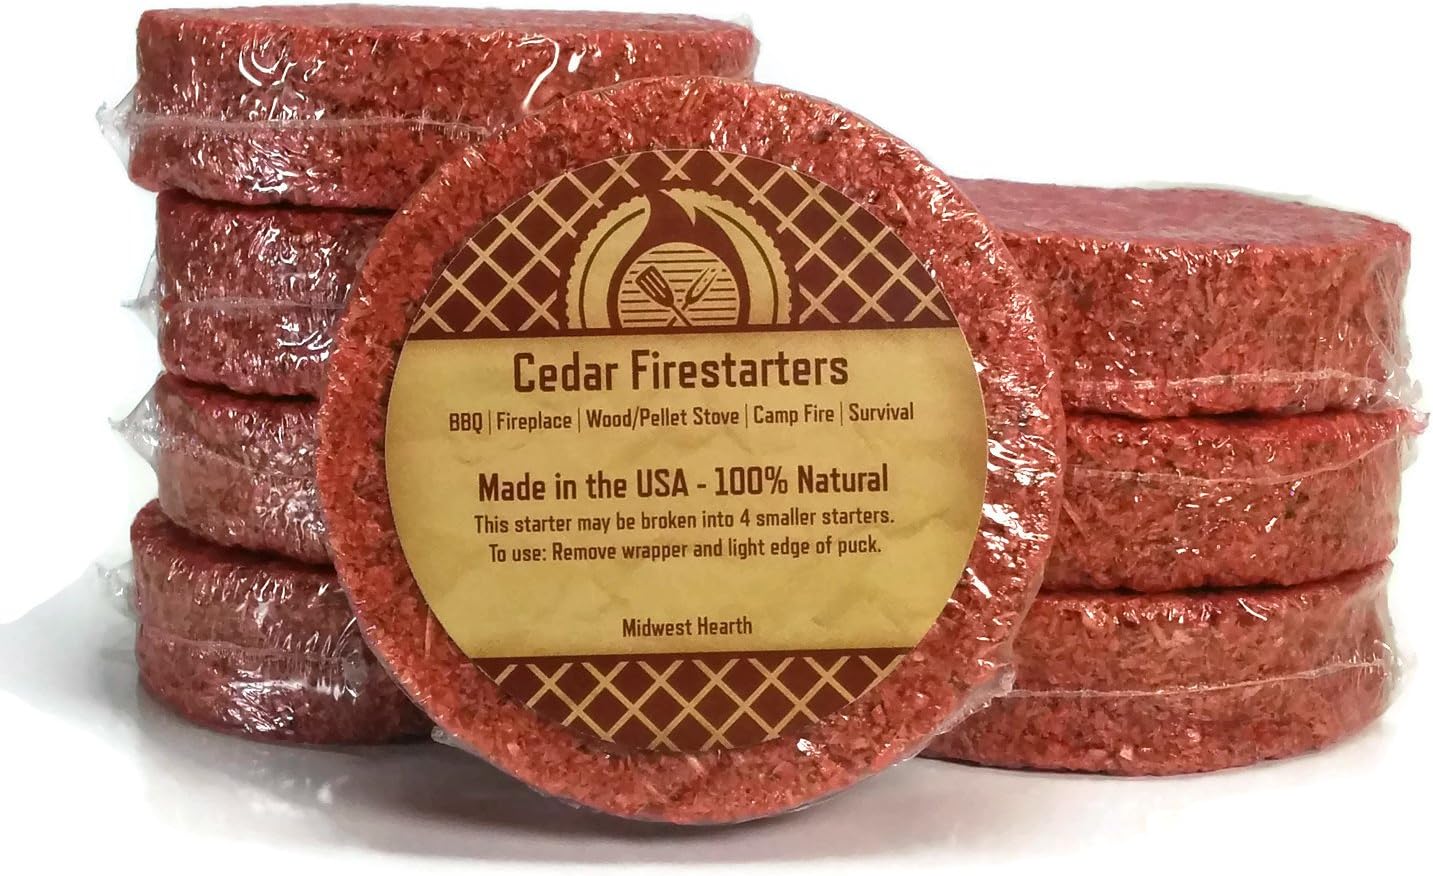 Cedar Firestarters
BBQ | Fireplace | Wood/Pellet Stove | Camp Fire | Survival
Made in the USA - 100% Natural
This starter may be broken into 4 smaller starters.
To use: Remove wrapper and light edge of puck.
Midwest Hearth